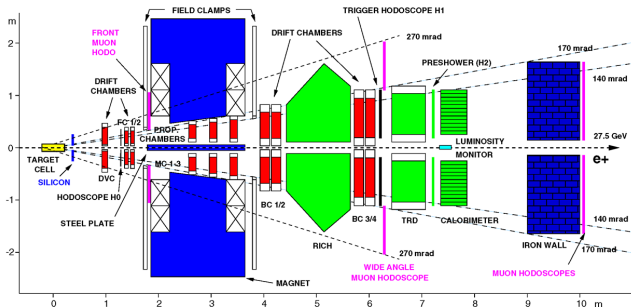 m
FIELD CLAMPS
TRIGGER HODOSCOPE H1
FRONT
MUON
HODO
DRIFT CHAMBERS
270 mrad
2
170 mrad
PRESHOWER (H2)
140 mrad
DRIFT
CHAMBERS
1
FC 1/2
PROP.
CHAMBERS
27.5 GeV
LUMINOSITY
MONITOR
0
e+
TARGET
CELL
SILICON
DVC
MC 1-3
HODOSCOPE H0
STEEL PLATE
BC 1/2
BC 3/4
TRD
CALORIMETER
-1
RICH
140 mrad
IRON WALL
170 mrad
270 mrad
WIDE ANGLE
MUON HODOSCOPE
MUON HODOSCOPES
-2
MAGNET
0 1 2 3 4 5 6 7 8 9 10 m